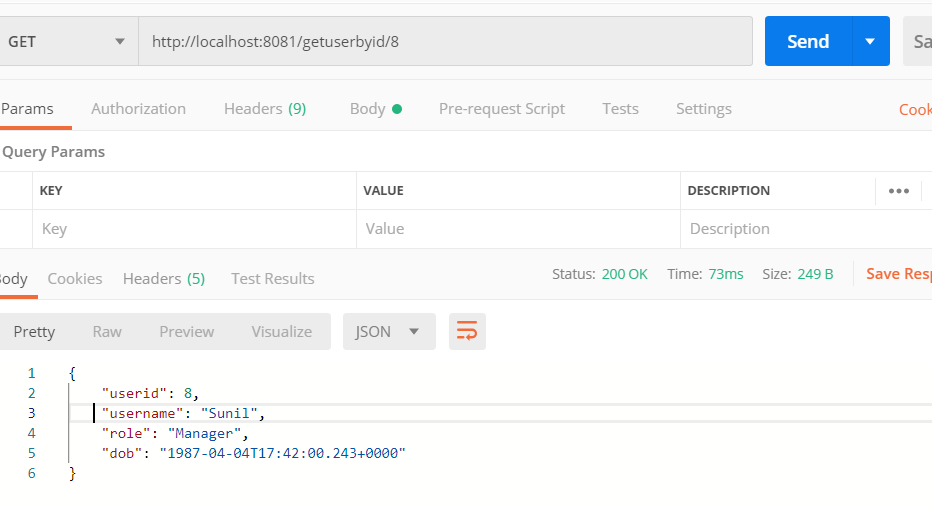 GET http://localhost:8081/getuserbyid/8 Send Sa
Params Authorization Headers (9) Body Pre-request Script Tests Settings Cook
Query Params
KEY VALUE DESCRIPTION •••
Key Value Description
Body Cookies Headers (5) Test Results Status: 200 OK Time: 73ms Size: 249 B Save Resp
Pretty Raw Preview Visualize JSON
1 {
2 "userid": 8,
3 "username": "Sunil",
4 "role": "Manager",
5 "dob": "1987-04-04T17:42:00.243+0000"
6 }